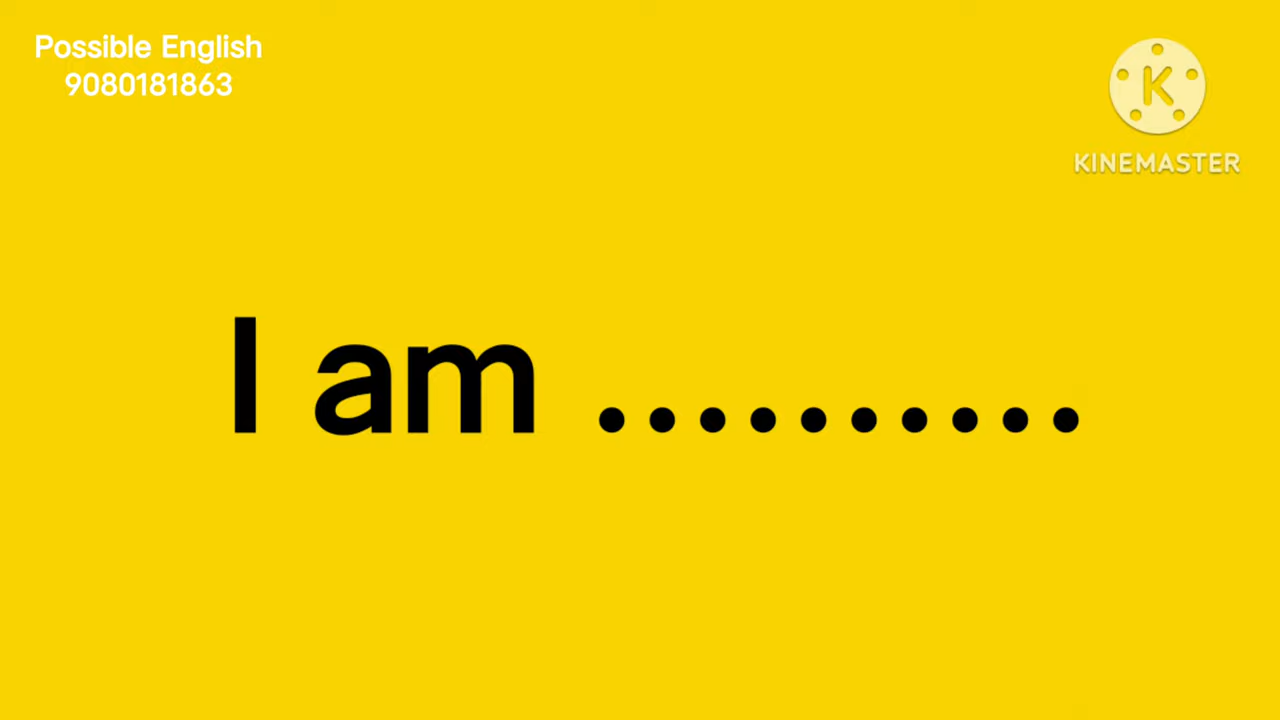 Possible English
9080181863
K
KINEMASTER
I am ..........